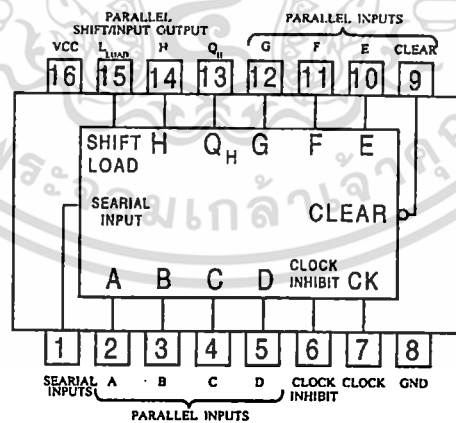 PARALLEL PARALLEL INPUTS
SHIFT/INPUT OUTPUT
VCC L LOAD H QH G F E CLEAR
16 15 14 13 12 11 10 9
SHIFT H QH G F E
LOAD
SEARIAL
INPUT
CLEAR
A B C D CLOCK
INHIBIT CK
1 2 3 4 5 6 7 8
SEARIAL A B C D CLOCK CLOCK GND
INPUTS INHIBIT
PARALLEL INPUTS